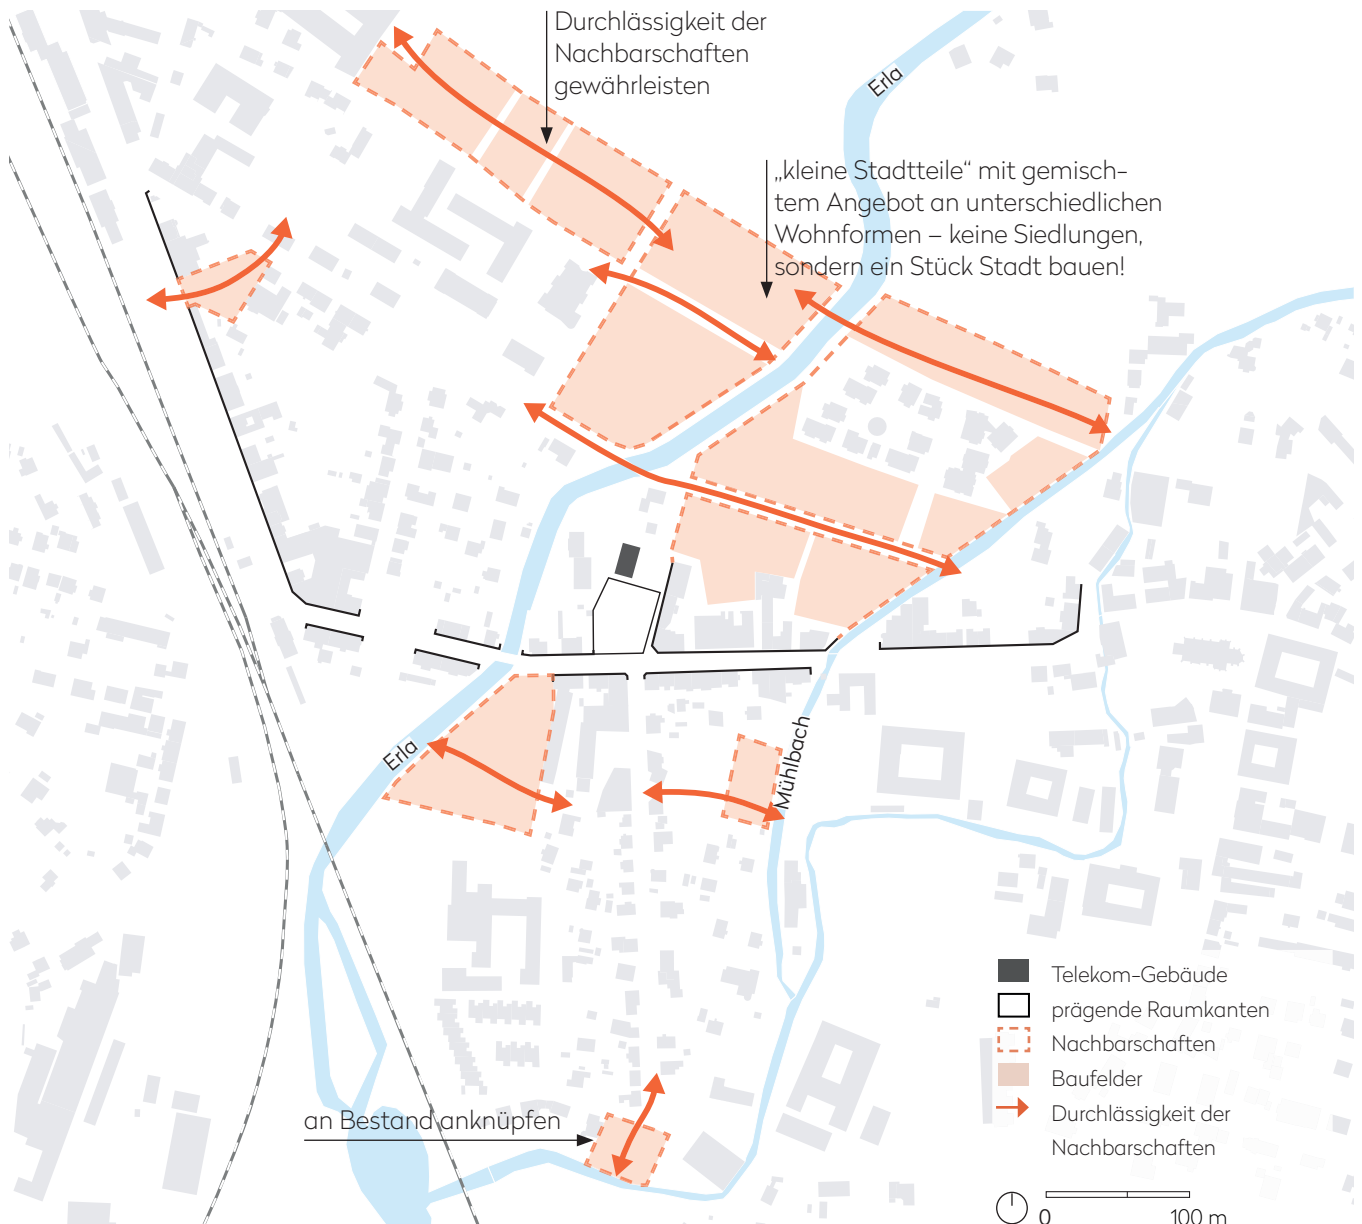 Durchlässigkeit der
Nachbarschaften
gewährleisten
Erla
„kleine Stadtteile“ mit gemisch-
tem Angebot an unterschiedlichen
Wohnformen – keine Siedlungen,
sondern ein Stück Stadt bauen!
Erla
Mühlbach
an Bestand anknüpfen
Telekom-Gebäude
prägende Raumkanten
Nachbarschaften
Baufelder
Durchlässigkeit der
Nachbarschaften
0 100 m